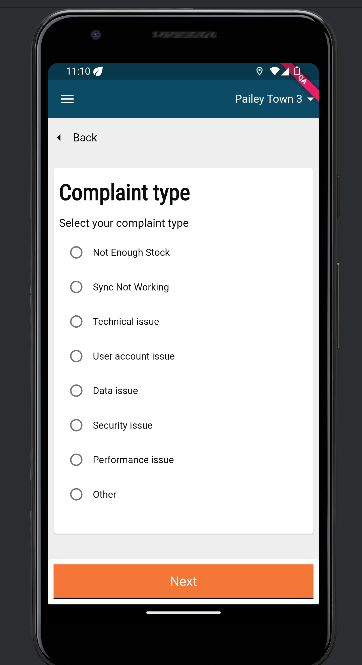 11:10
QA
Pailey Town 3
Back
Complaint type
Select your complaint type
Not Enough Stock
Sync Not Working
Technical issue
User account issue
Data issue
Security issue
Performance issue
Other
Next